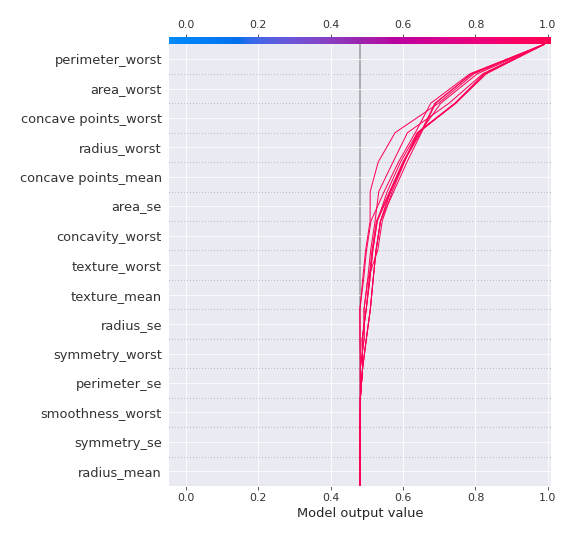 0.0 0.2 0.4 0.6 0.8 1.0
perimeter_worst
area_worst
concave points_worst
radius_worst
concave points_mean
area_se
concavity_worst
texture_worst
texture_mean
radius_se
symmetry_worst
perimeter_se
smoothness_worst
symmetry_se
radius_mean
0.0 0.2 0.4 0.6 0.8 1.0
Model output value